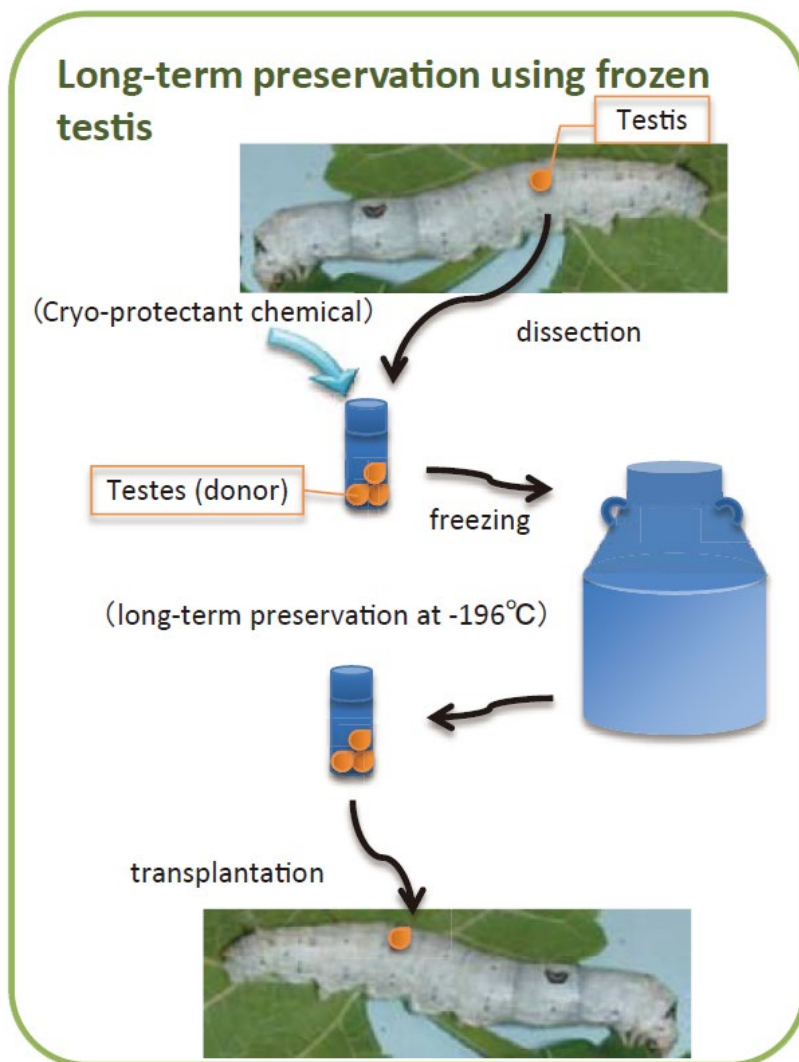 Long-term preservation using frozen
testis
Testis
（Cryo-protectant chemical）
dissection
Testes (donor)
freezing
（long-term preservation at -196℃）
transplantation